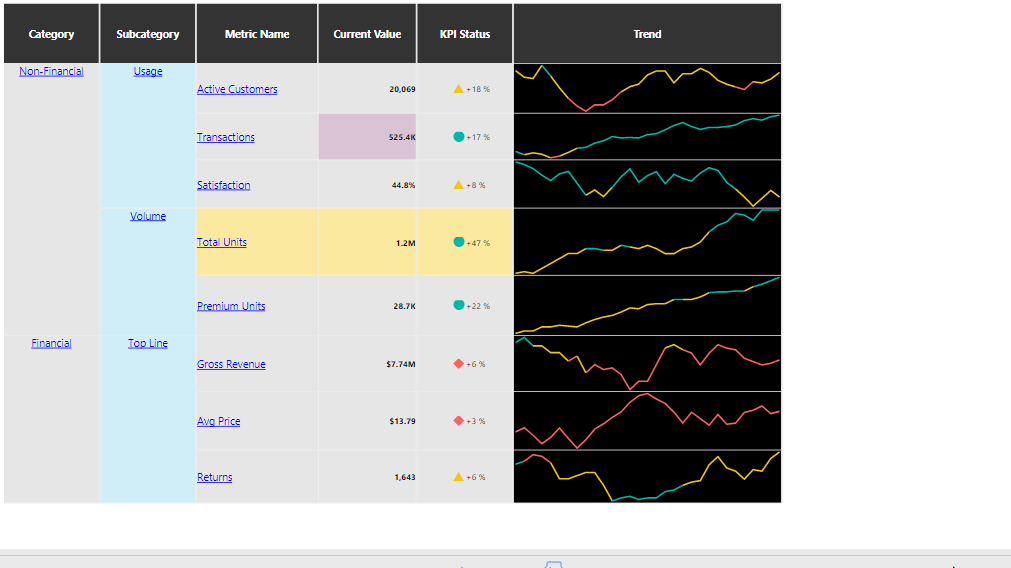 Category Subcategory Metric Name Current Value KPI Status Trend
Non-Financial Usage
Active Customers 20,069 +18 %
Transactions 525.4K +17 %
Satisfaction 44.8% +8 %
Volume
Total Units 1.2M +47 %
Premium Units 28.7K +22 %
Financial Top Line
Gross Revenue $7.74M +6 %
Avg Price $13.79 +3 %
Returns 1,643 +6 %